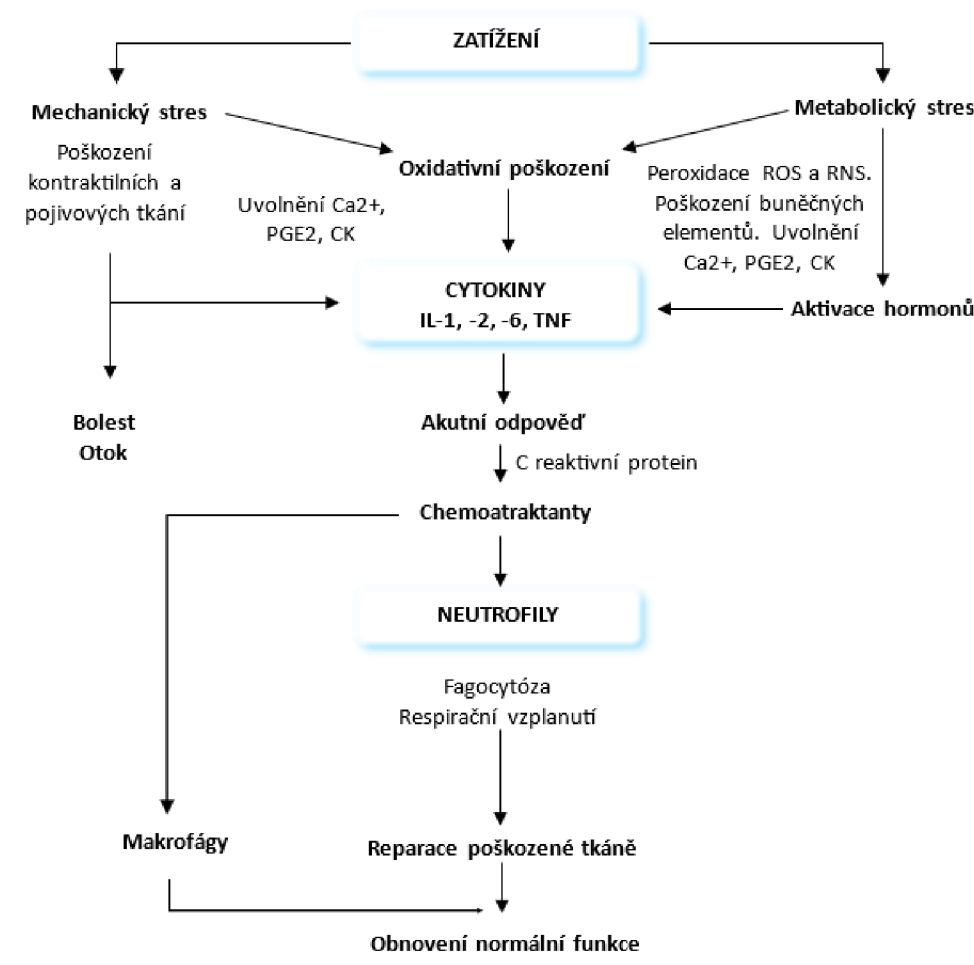 ZATÍŽENÍ
Mechanický stres
Metabolický stres
Poškození
kontraktilních a
pojivových tkání
Oxidativní poškození
Uvolnění Ca2+,
PGE2, CK
Peroxidace ROS a RNS.
Poškození buněčných
elementů. Uvolnění
Ca2+, PGE2, CK
CYTOKINY
IL-1, -2, -6, TNF
Aktivace hormonů
Bolest
Otok
Akutní odpověď
C reaktivní protein
Chemoatraktanty
NEUTROFILY
Fagocytóza
Respirační vzplanutí
Makrofágy
Reparace poškozené tkáně
Obnovení normální funkce